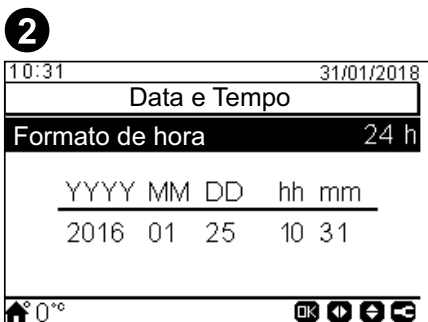 2
10:31 31/01/2018
Data e Tempo
Formato de hora 24 h
YYYY MM DD hh mm
2016 01 25 10 31
0°c OK